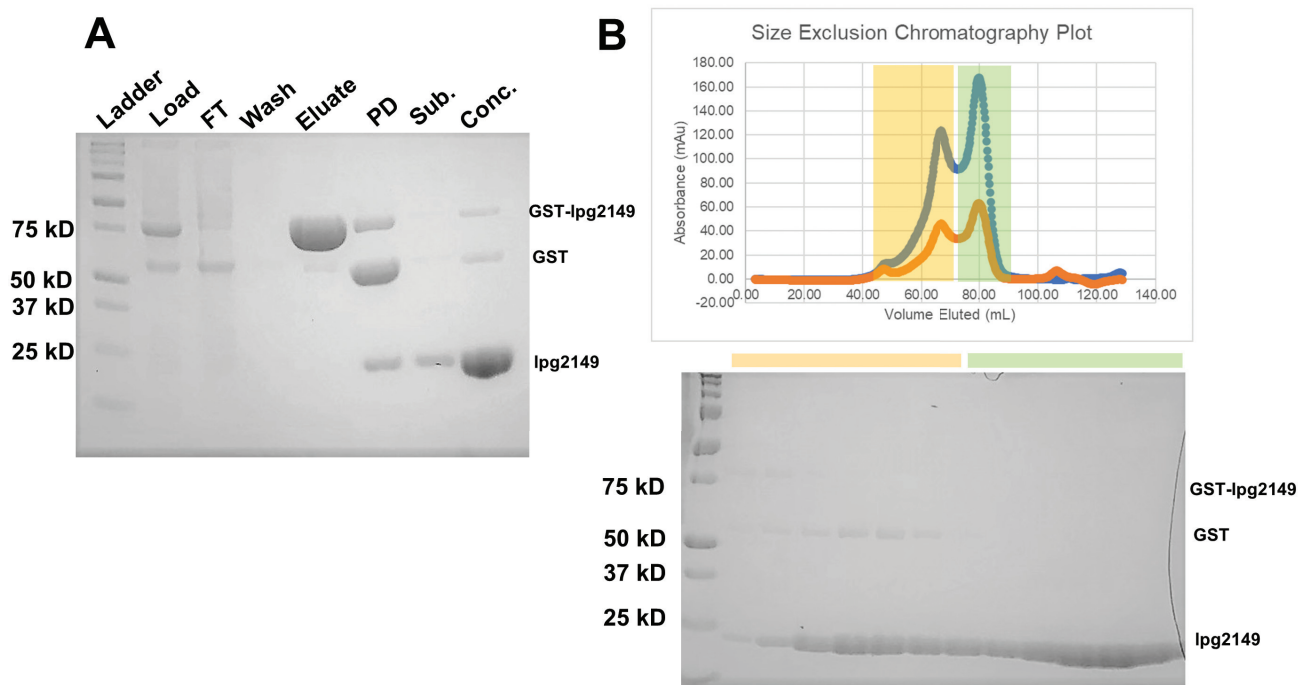 A
Ladder
Load
FT
Wash
Eluate
PD
Sub.
Conc.
75 kD
50 kD
37 kD
25 kD
GST-lpg2149
GST
lpg2149
B
Size Exclusion Chromatography Plot
Absorbance (mAu)
180.00
160.00
140.00
120.00
100.00
80.00
60.00
40.00
20.00
0.00
-20.00
0.00 20.00 40.00 60.00 80.00 100.00 120.00 140.00
Volume Eluted (mL)
75 kD
50 kD
37 kD
25 kD
GST-lpg2149
GST
lpg2149